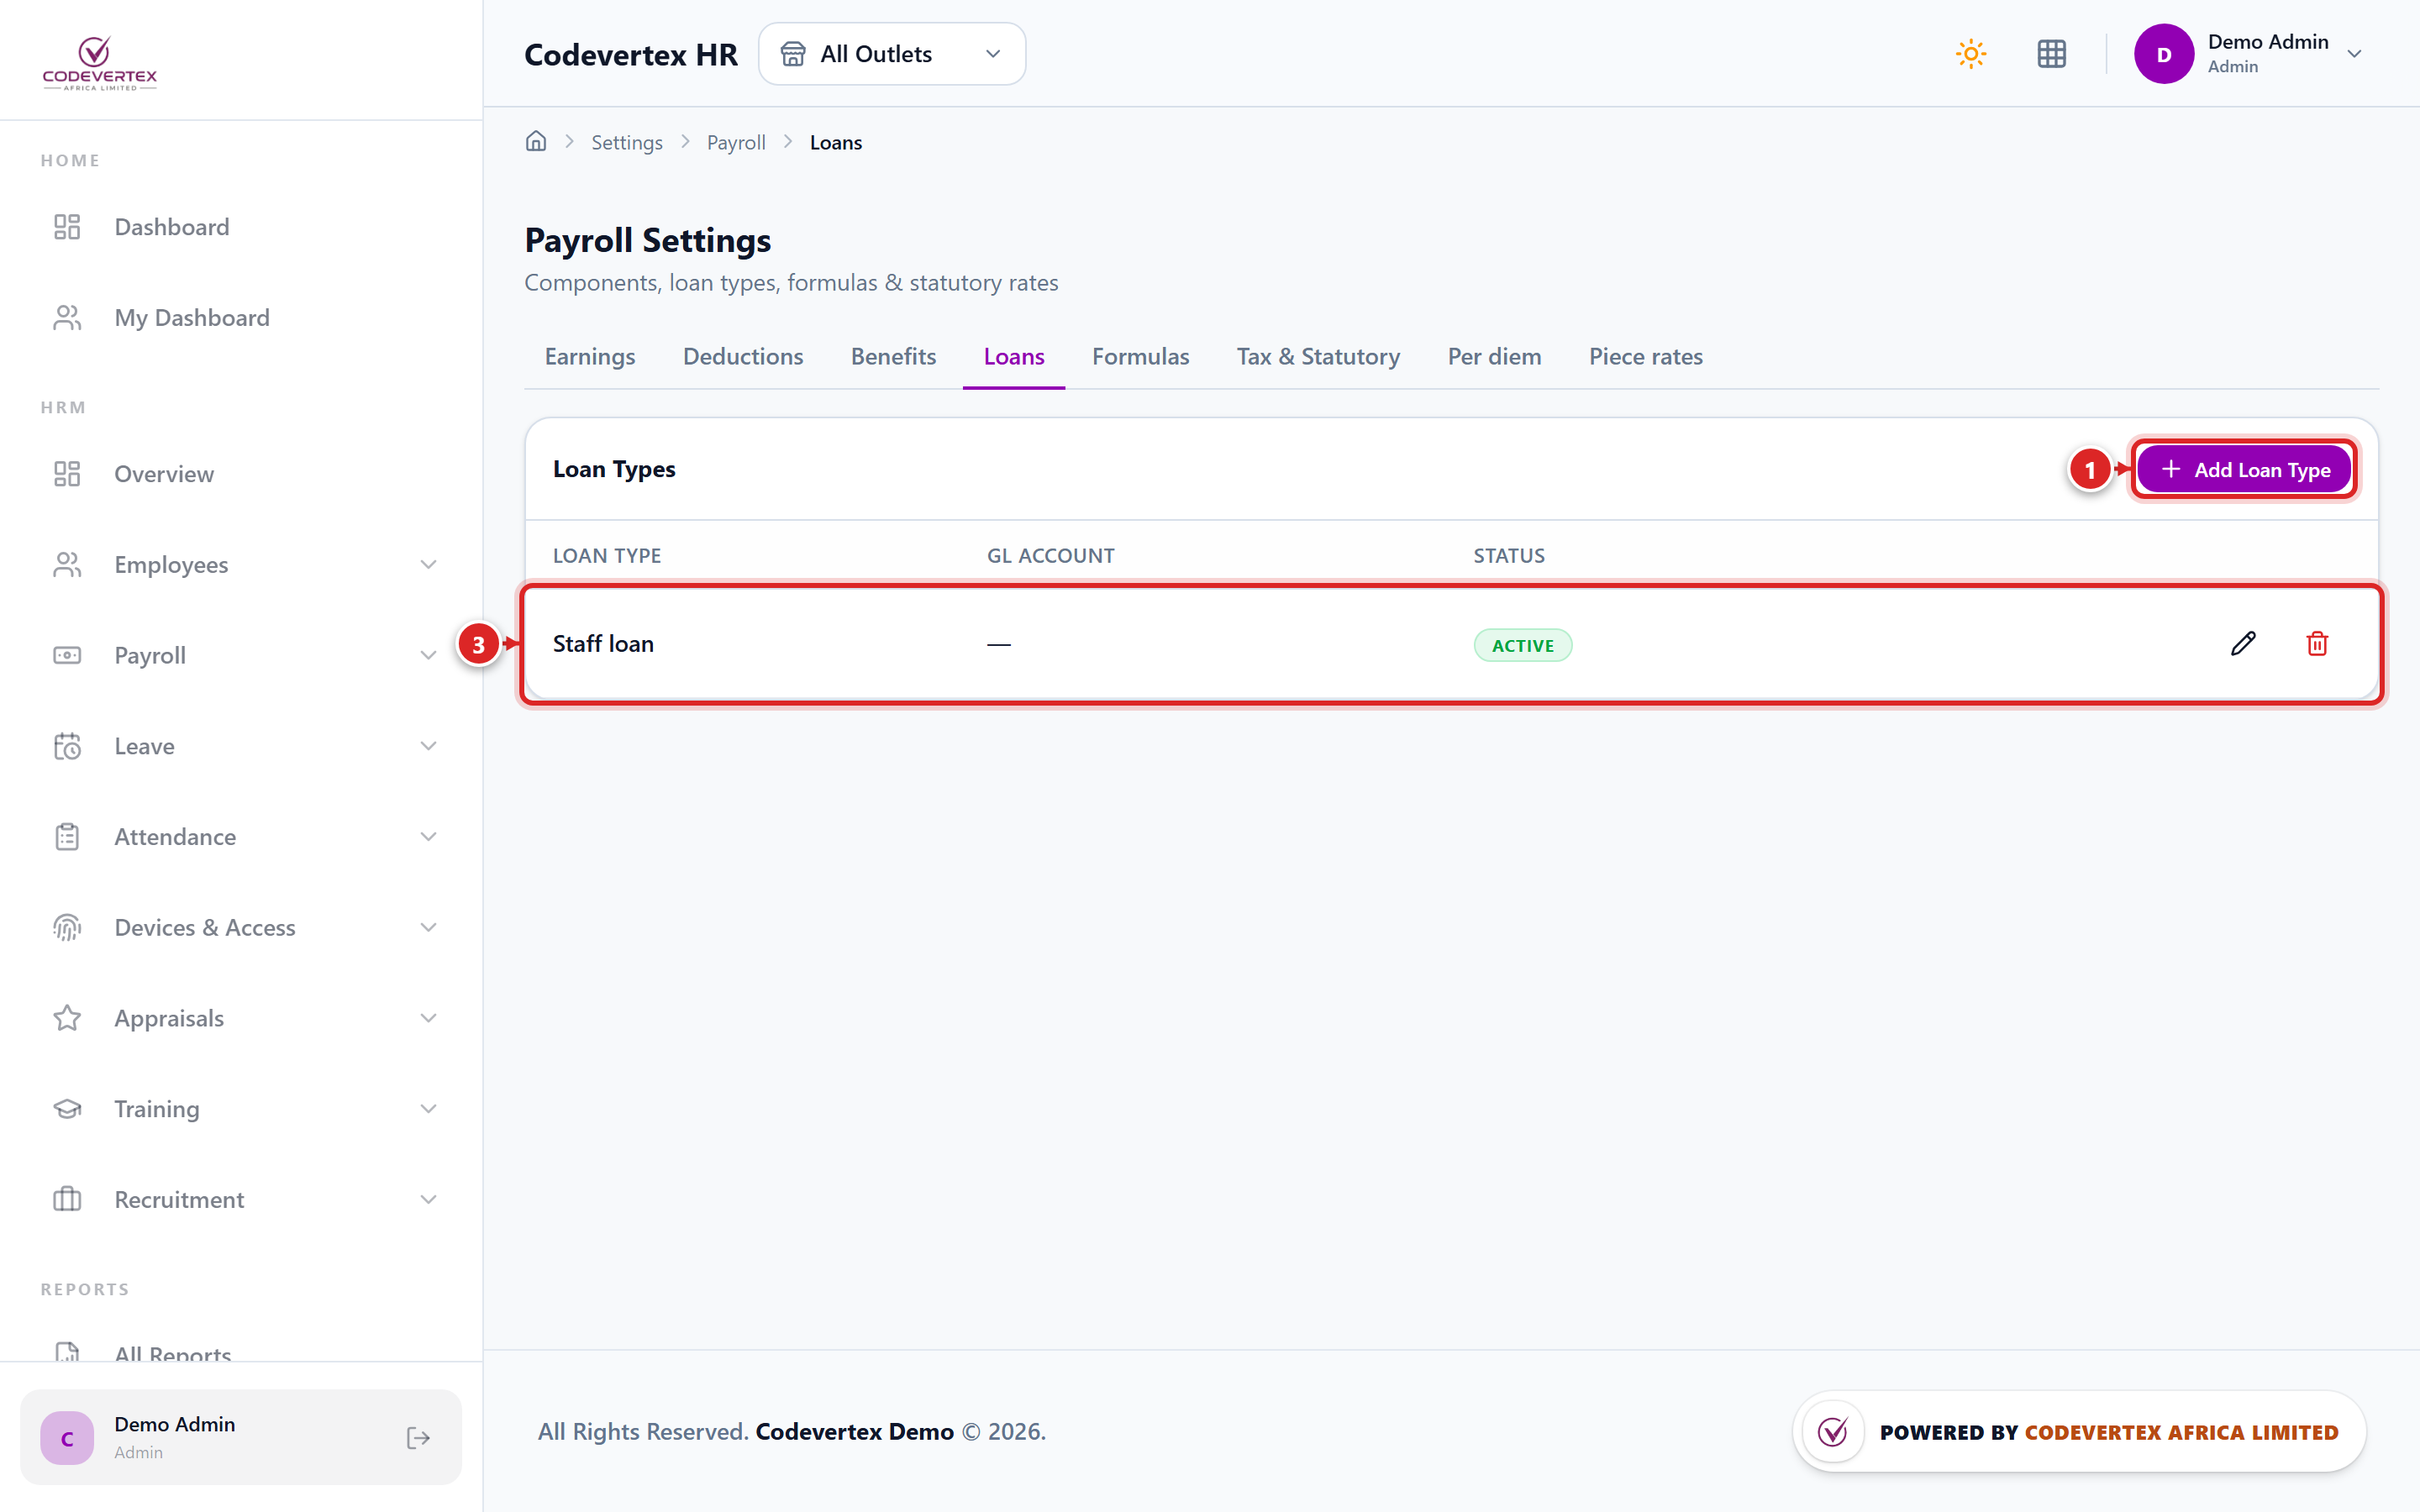 CODEVERTEX
AFRICA LIMITED
Codevertex HR
All Outlets
D
Demo Admin
Admin
HOME
Dashboard
My Dashboard
HRM
Overview
Employees
Payroll
Leave
Attendance
Devices & Access
Appraisals
Training
Recruitment
REPORTS
All Reports
C
Demo Admin
Admin
Settings
Payroll
Loans
Payroll Settings
Components, loan types, formulas & statutory rates
Earnings
Deductions
Benefits
Loans
Formulas
Tax & Statutory
Per diem
Piece rates
Loan Types
1
+ Add Loan Type
LOAN TYPE
GL ACCOUNT
STATUS
3
Staff loan
—
ACTIVE
All Rights Reserved. Codevertex Demo © 2026.
POWERED BY CODEVERTEX AFRICA LIMITED